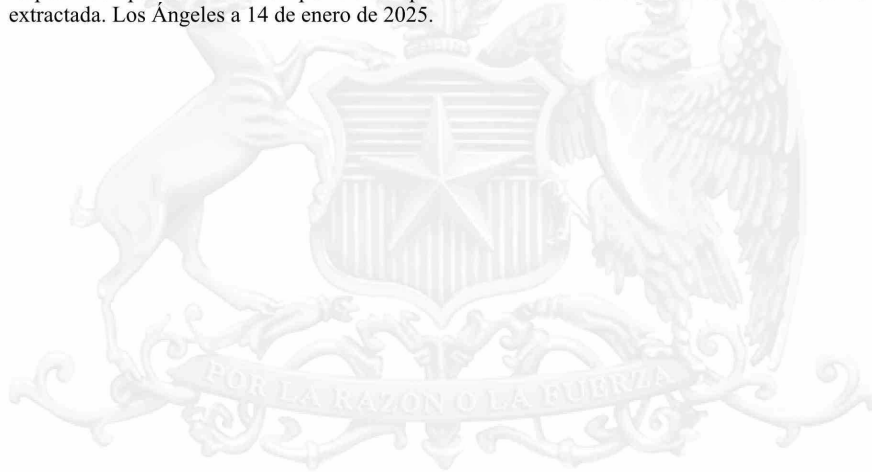 extractada. Los Ángeles a 14 de enero de 2025.
POR LA RAZON O LA FUERZA